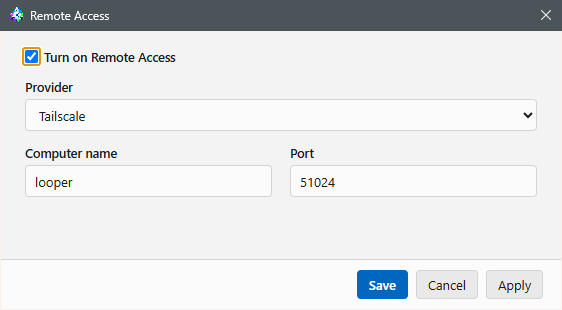 Remote Access
Turn on Remote Access
Provider
Tailscale
Computer name Port
looper 51024
Save Cancel Apply